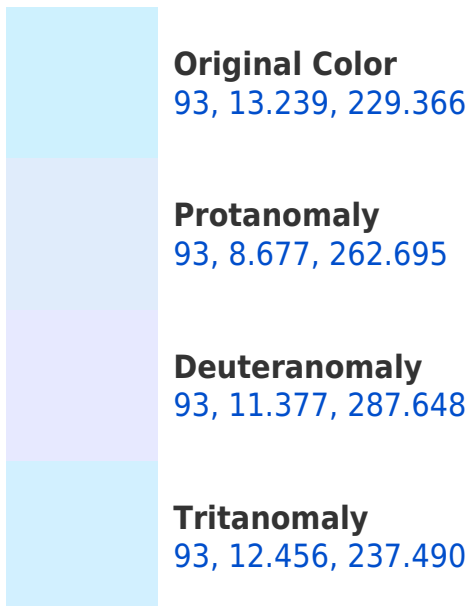 Original Color
93, 13.239, 229.366
Protanomaly
93, 8.677, 262.695
Deuteranomaly
93, 11.377, 287.648
Tritanomaly
93, 12.456, 237.490